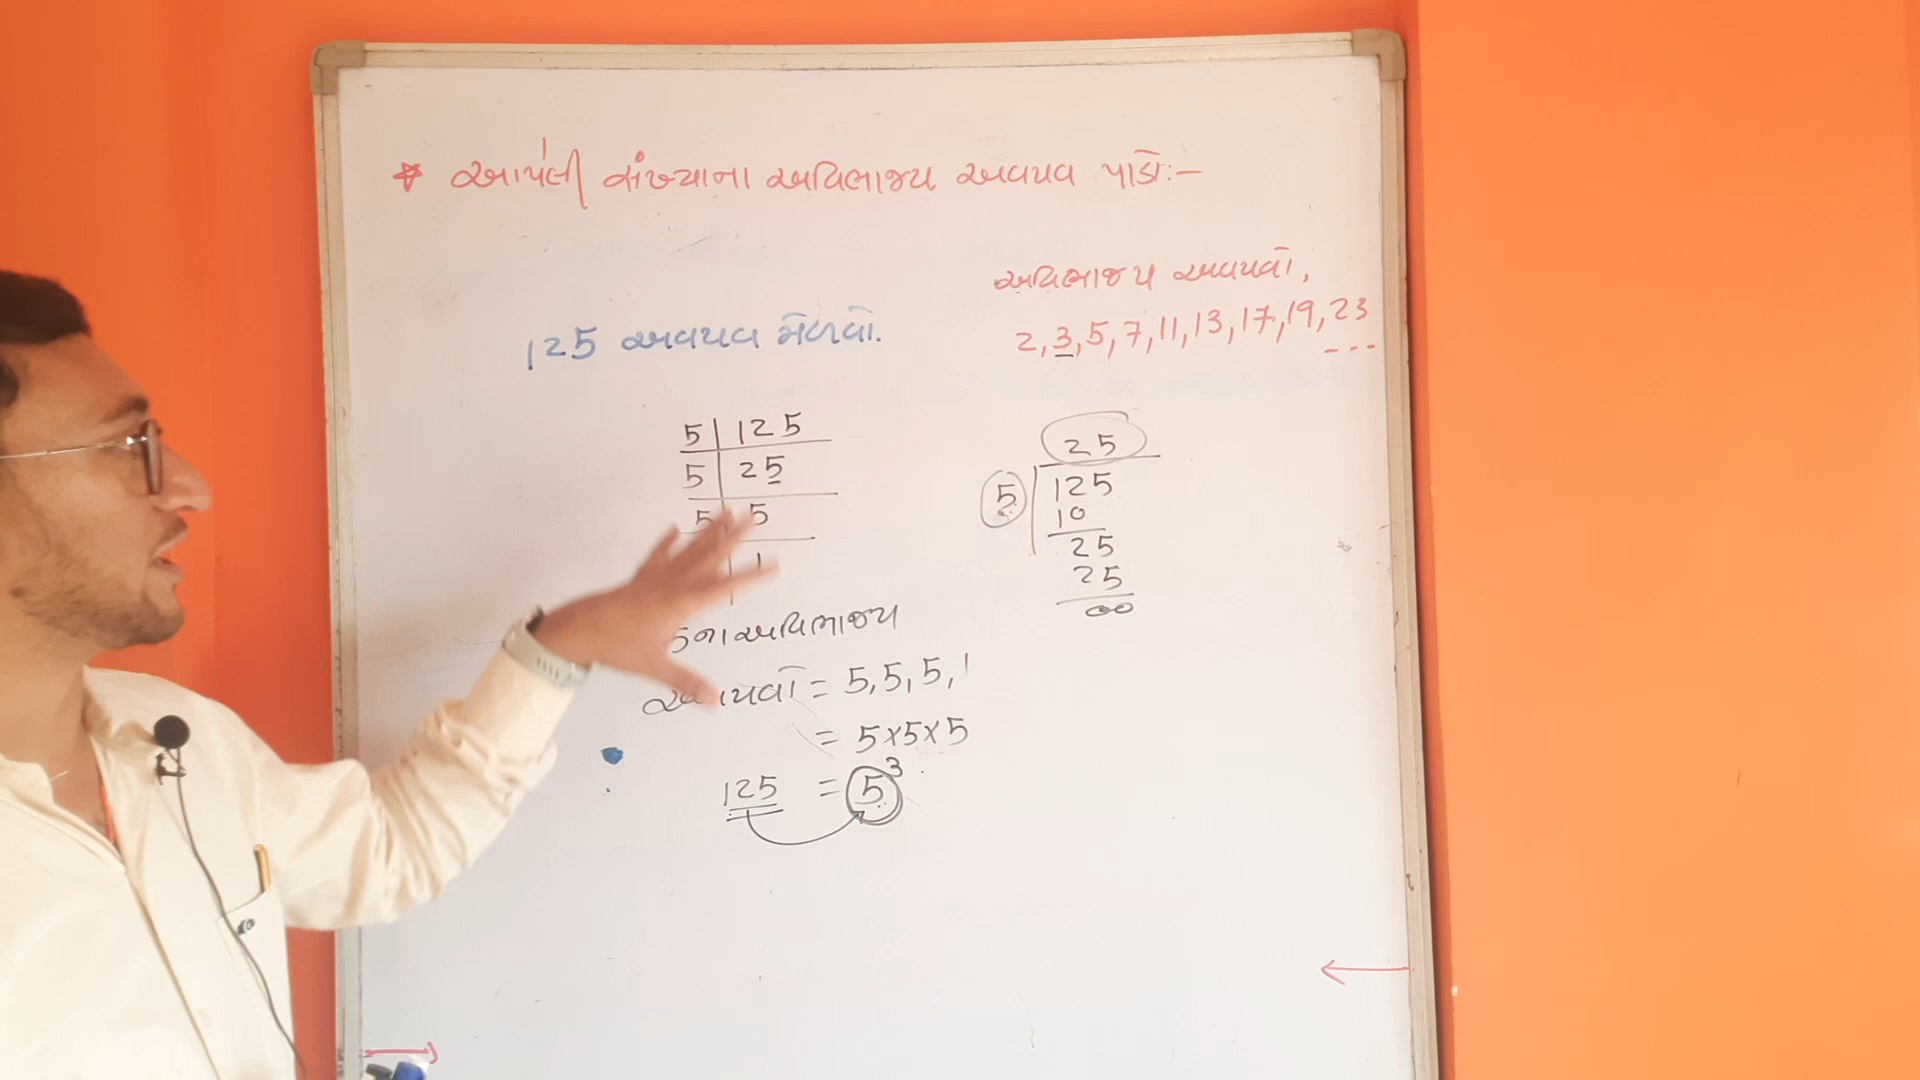 * આપેલી સંખ્યાના અવિભાજ્ય અવયવ પાડો:-
અવિભાજ્ય અવયવો,
2, 3, 5, 7, 11, 13, 17, 19, 23
- - -
125 અવયવ મેળવો.
5 | 125
5 | 25
5 | 5
| 1
25
5 | 125
10
25
25
00
5ના અવિભાજ્ય
= 5, 5, 5, 1
= 5×5×5
125 = 5³